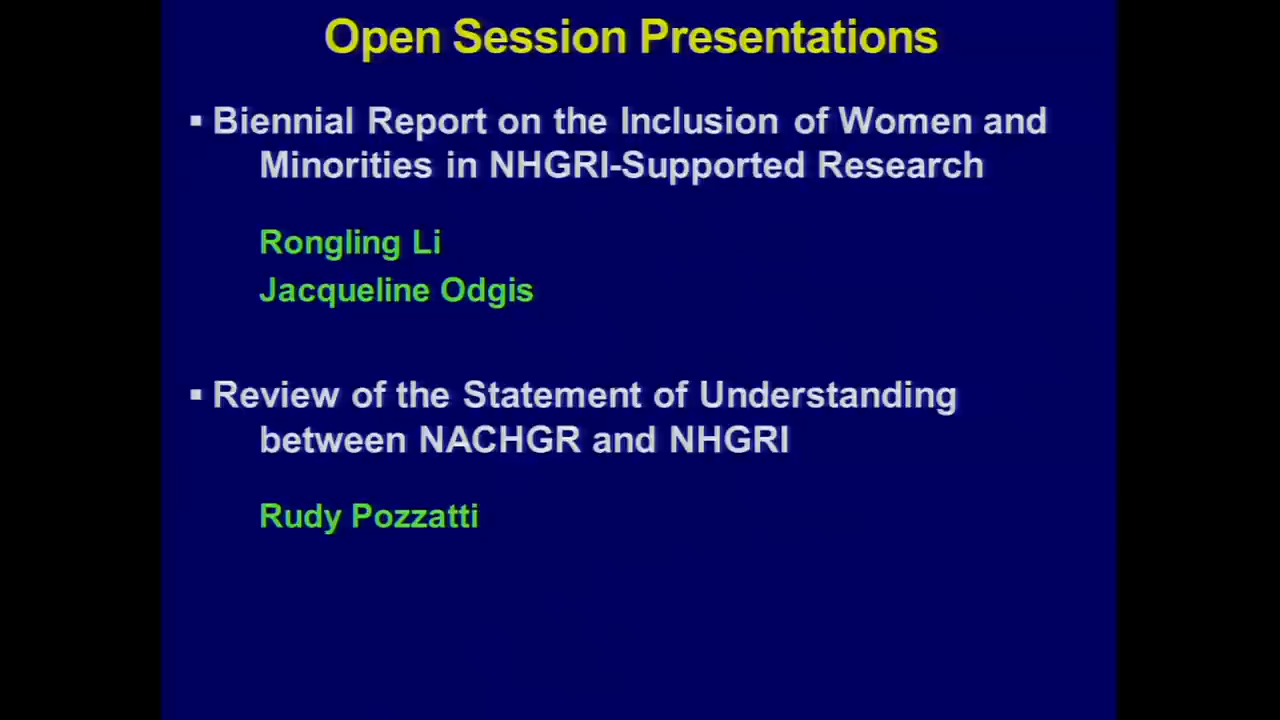 Open Session Presentations
▪ Biennial Report on the Inclusion of Women and
Minorities in NHGRI-Supported Research
Rongling Li
Jacqueline Odgis
▪ Review of the Statement of Understanding
between NACHGR and NHGRI
Rudy Pozzatti